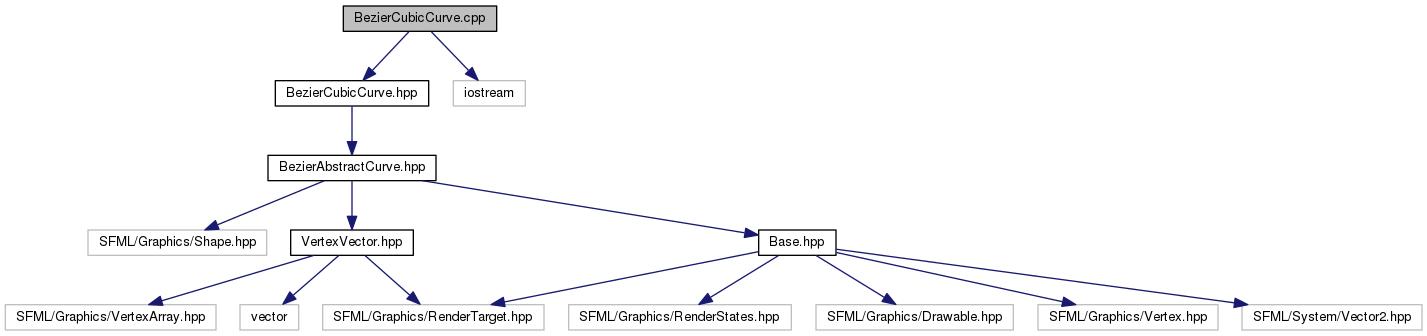 BezierCubicCurve.cpp
BezierCubicCurve.hpp
iostream
BezierAbstractCurve.hpp
SFML/Graphics/Shape.hpp
VertexVector.hpp
Base.hpp
SFML/Graphics/VertexArray.hpp
vector
SFML/Graphics/RenderTarget.hpp
SFML/Graphics/RenderStates.hpp
SFML/Graphics/Drawable.hpp
SFML/Graphics/Vertex.hpp
SFML/System/Vector2.hpp